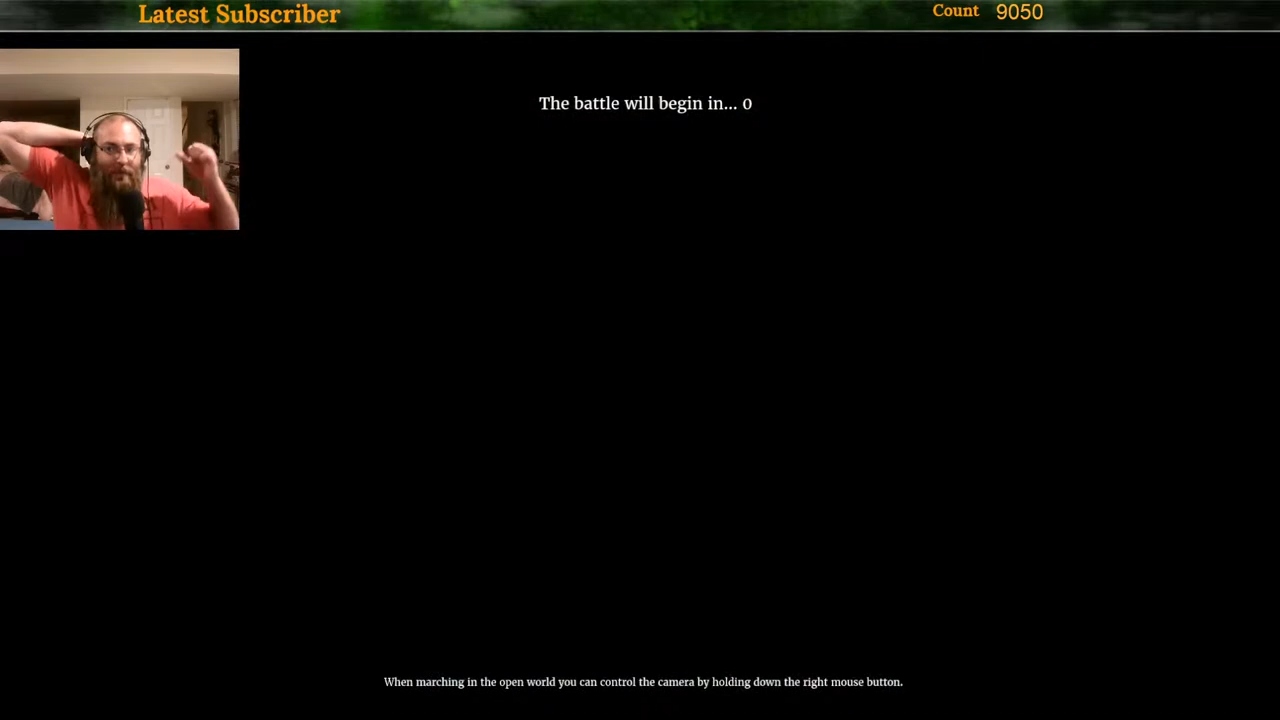 Latest Subscriber
Count 9050
The battle will begin in... 0
When marching in the open world you can control the camera by holding down the right mouse button.